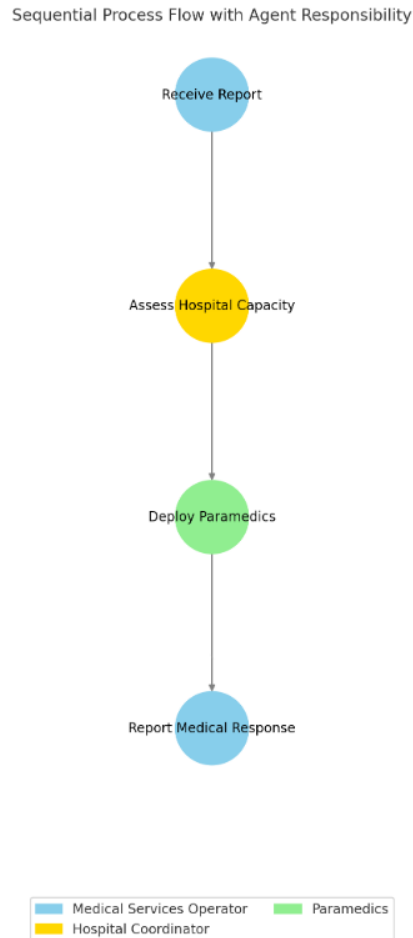 Sequential Process Flow with Agent Responsibility
Receive Report
Assess Hospital Capacity
Deploy Paramedics
Report Medical Response
Medical Services Operator
Hospital Coordinator
Paramedics